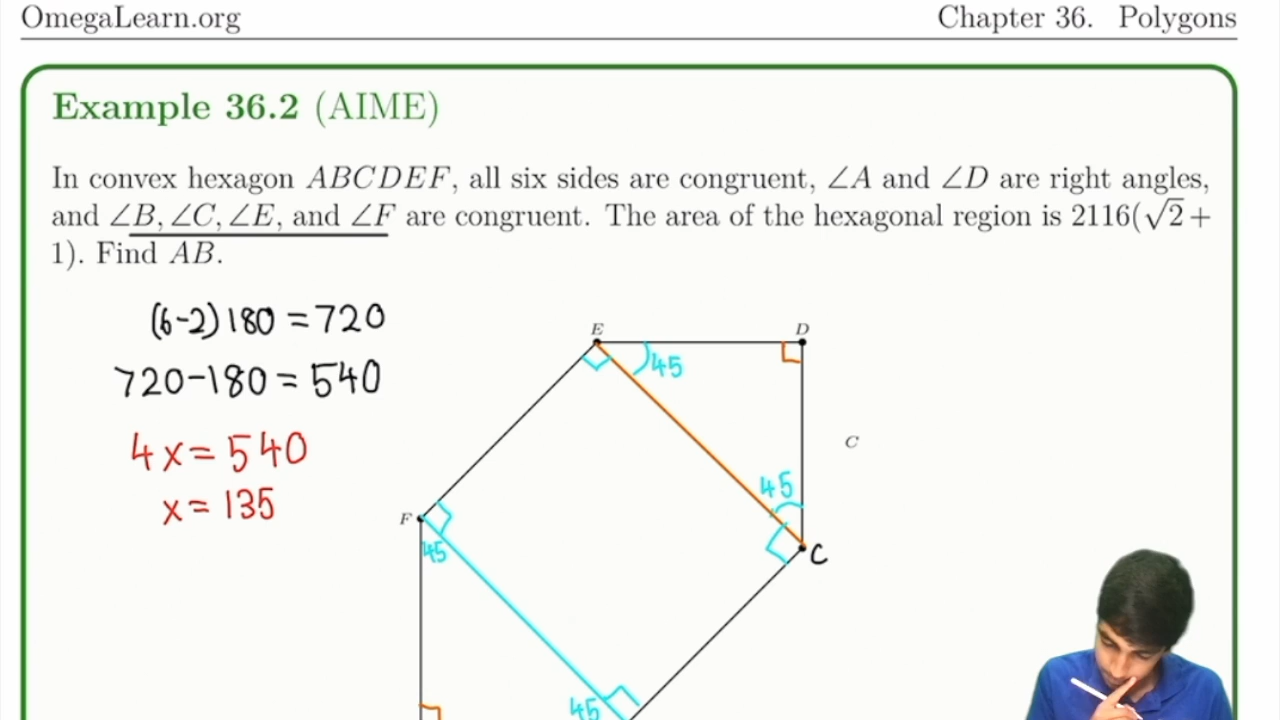 OmegaLearn.org
Chapter 36. Polygons
Example 36.2 (AIME)
In convex hexagon ABCDEF, all six sides are congruent, ∠A and ∠D are right angles,
and ∠B, ∠C, ∠E, and ∠F are congruent. The area of the hexagonal region is 2116(√2+
1). Find AB.
(6-2)180=720
720-180=540
4x=540
x=135
E
D
45
C
45
F
C
45
45